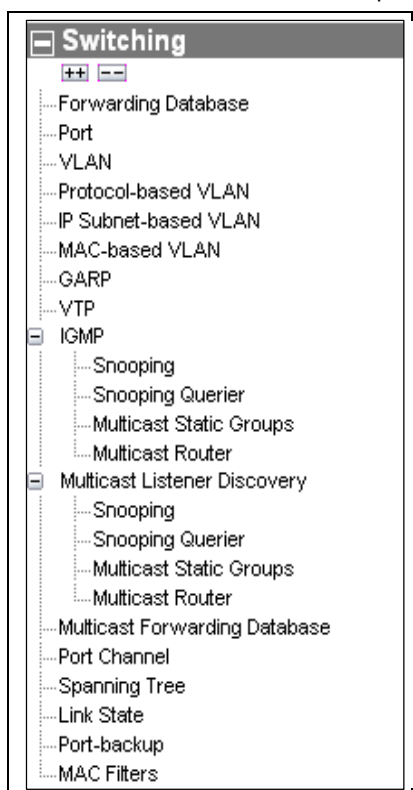 Switching
++ --
Forwarding Database
Port
VLAN
Protocol-based VLAN
IP Subnet-based VLAN
MAC-based VLAN
GARP
VTP
IGMP
Snooping
Snooping Querier
Multicast Static Groups
Multicast Router
Multicast Listener Discovery
Snooping
Snooping Querier
Multicast Static Groups
Multicast Router
Multicast Forwarding Database
Port Channel
Spanning Tree
Link State
Port-backup
MAC Filters